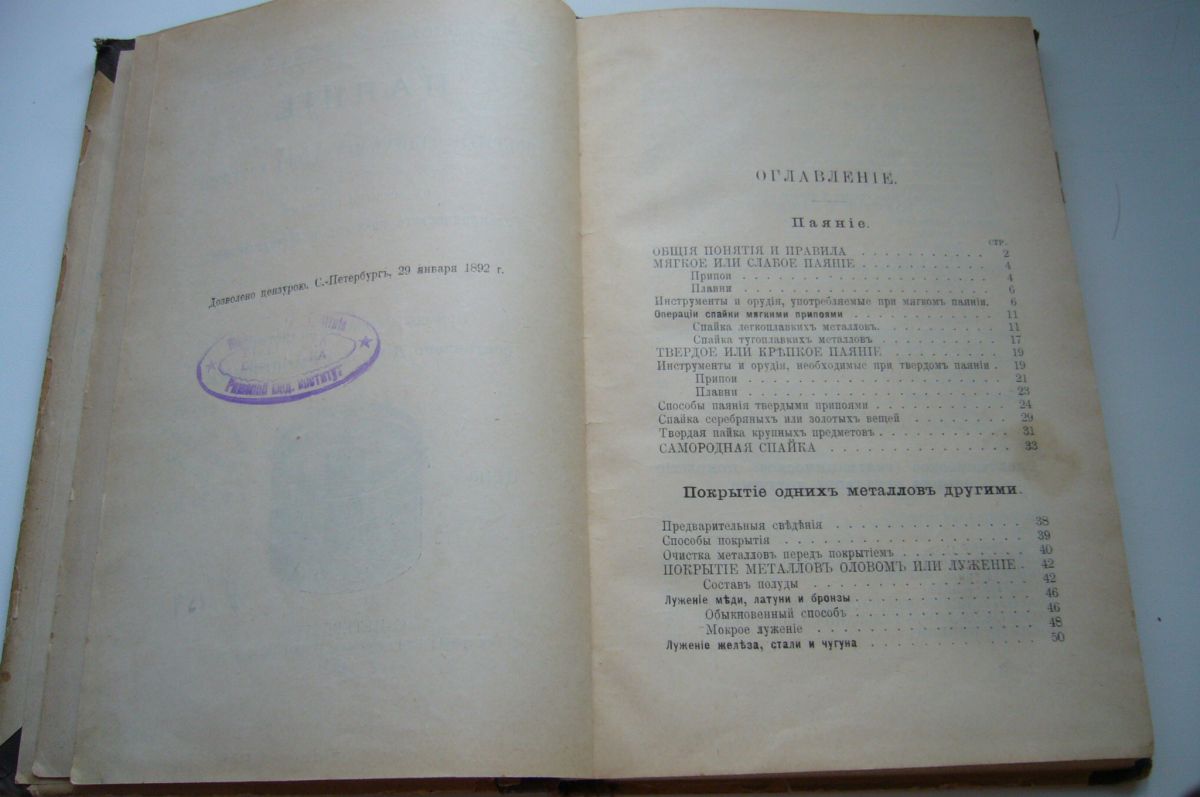 Дозволено цензурою. С.-Петербургъ, 29 января 1892 г.
ОГЛАВЛЕНІЕ.
Паяніе.
СТР.
ОБЩІЯ ПОНЯТІЯ И ПРАВИЛА . . . . . . . . . . . 2
МЯГКОЕ ИЛИ СЛАБОЕ ПАЯНІЕ . . . . . . . . . . 4
Припои . . . . . . . . . . . . . . . . . 4
Плавни . . . . . . . . . . . . . . . . . 6
Инструменты и орудія, употребляемые при мягкомъ паяніи. 6
Операціи спайки мягкими припоями . . . . . . . . . . 11
Спайка легкоплавкихъ металловъ. . . . . . . . . 11
Спайка тугоплавкихъ металловъ . . . . . . . . . 17
ТВЕРДОЕ ИЛИ КРѢПКОЕ ПАЯНІЕ . . . . . . . . . 19
Инструменты и орудія, необходимые при твердомъ паяніи . 19
Припои . . . . . . . . . . . . . . . . . 21
Плавни . . . . . . . . . . . . . . . . . 23
Способы паянія твердыми припоями . . . . . . . . . 24
Спайка серебряныхъ или золотыхъ вещей . . . . . . . 29
Твердая пайка крупныхъ предметовъ . . . . . . . . . 31
САМОРОДНАЯ СПАЙКА . . . . . . . . . . . . . 33
Покрытіе однихъ металловъ другими.
Предварительныя свѣдѣнія . . . . . . . . . . . . 38
Способы покрытія . . . . . . . . . . . . . . . 39
Очистка металловъ передъ покрытіемъ . . . . . . . . 40
ПОКРЫТІЕ МЕТАЛЛОВЪ ОЛОВОМЪ ИЛИ ЛУЖЕНІЕ . 42
Составъ полуды . . . . . . . . . . . . . . 42
Луженіе мѣди, латуни и бронзы . . . . . . . . . . . 46
Обыкновенный способъ . . . . . . . . . . . . 46
Мокрое луженіе . . . . . . . . . . . . . . 48
Луженіе желѣза, стали и чугуна . . . . . . . . . . . 50